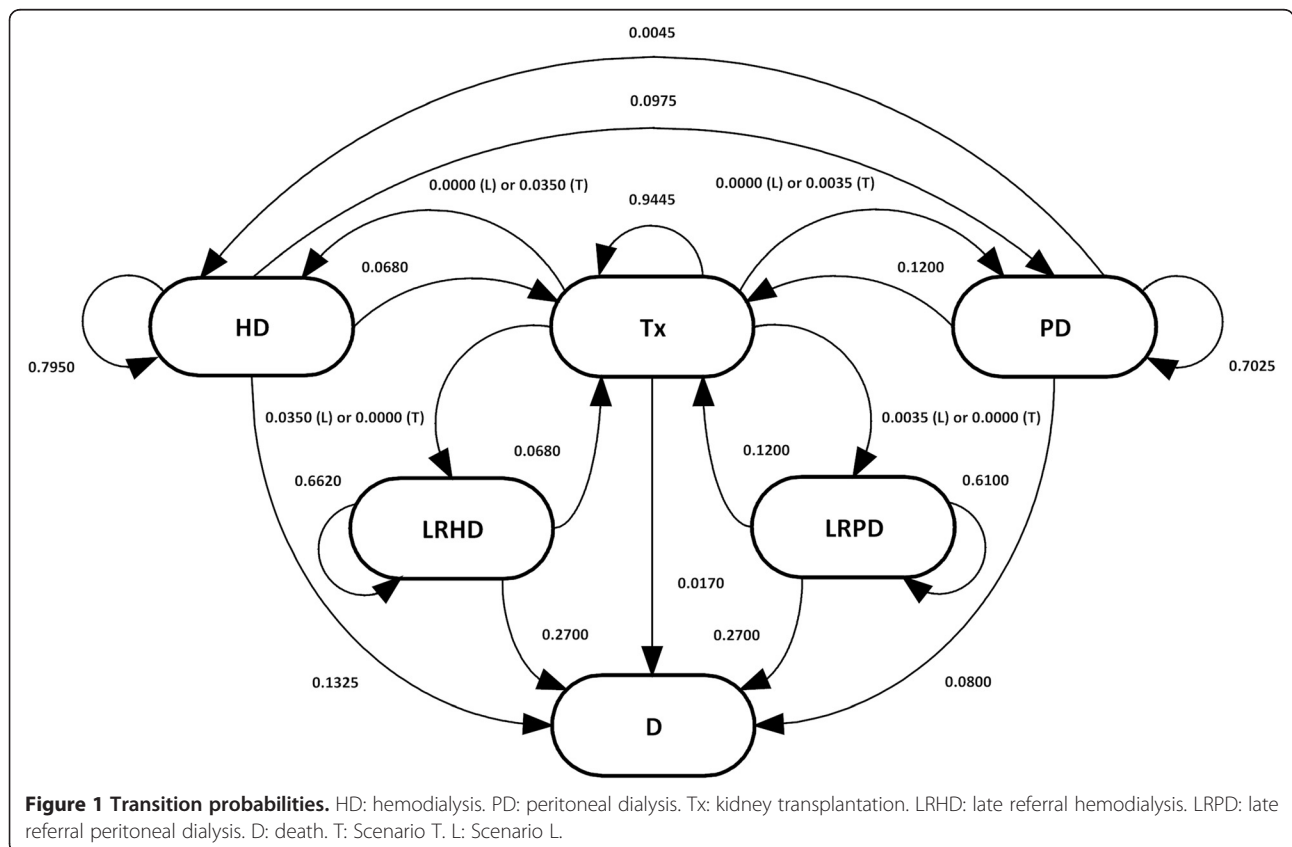 0.0045
0.0975
0.0000 (L) or 0.0350 (T)
0.9445
0.0000 (L) or 0.0035 (T)
0.0680
0.1200
HD
Tx
PD
0.7950
0.7025
0.0350 (L) or 0.0000 (T)
0.0035 (L) or 0.0000 (T)
0.0680
0.1200
0.6620
0.6100
LRHD
LRPD
0.0170
0.2700
0.2700
0.1325
0.0800
D
Figure 1 Transition probabilities. HD: hemodialysis. PD: peritoneal dialysis. Tx: kidney transplantation. LRHD: late referral hemodialysis. LRPD: late
referral peritoneal dialysis. D: death. T: Scenario T. L: Scenario L.